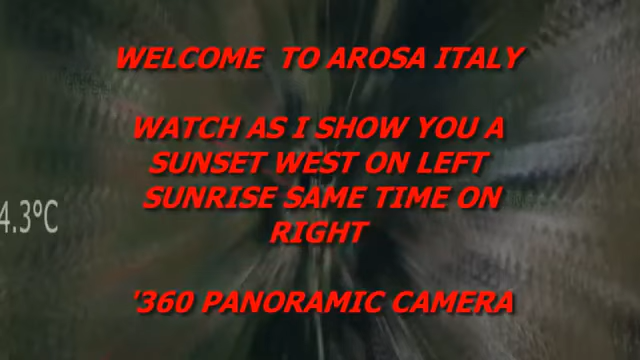 WELCOME TO AROSA ITALY
WATCH AS I SHOW YOU A
SUNSET WEST ON LEFT
SUNRISE SAME TIME ON
RIGHT
4.3°C
'360 PANORAMIC CAMERA